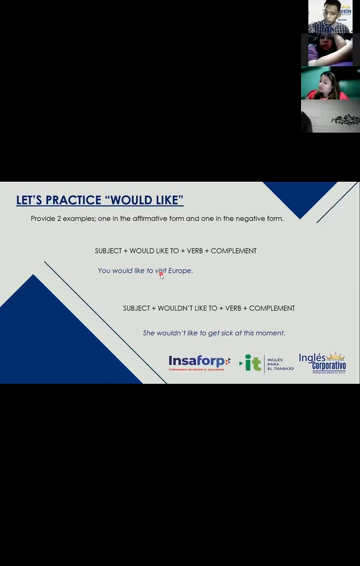 LET'S PRACTICE "WOULD LIKE"
Provide 2 examples; one in the affirmative form and one in the negative form.
SUBJECT + WOULD LIKE TO + VERB + COMPLEMENT
You would like to visit Europe.
SUBJECT + WOULDN'T LIKE TO + VERB + COMPLEMENT
She wouldn't like to get sick at this moment.
Insaforp
it
INGLÉS
PARA
EL TRABAJO
Inglés
Corporativo